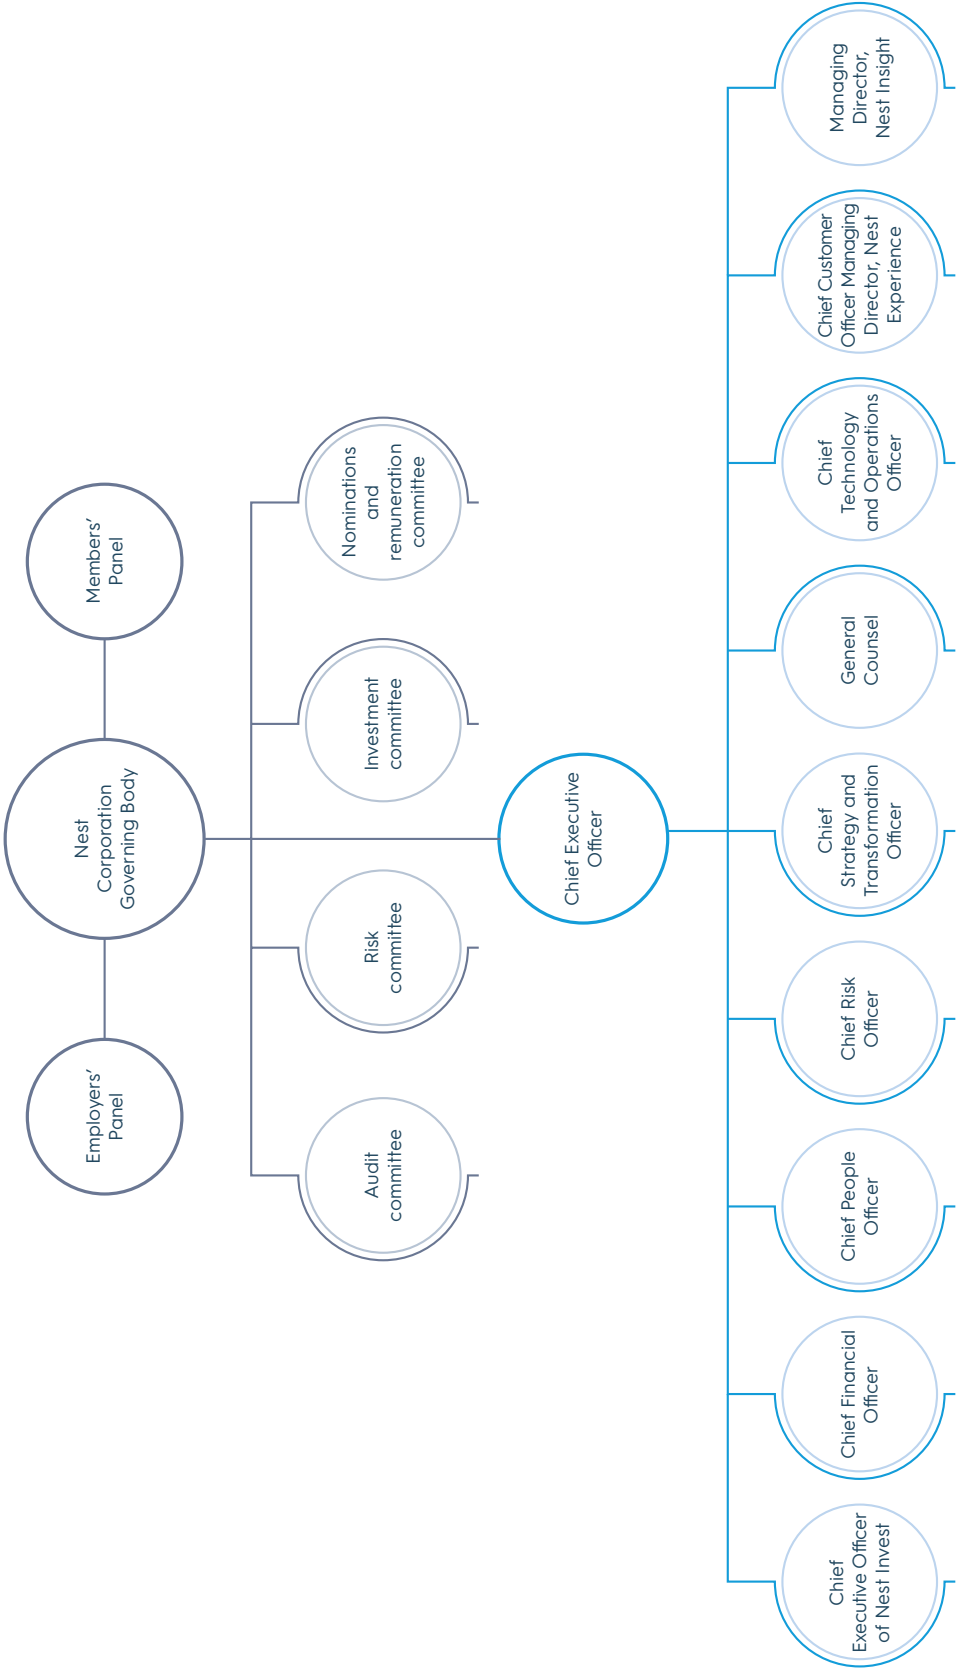 Employers’
Panel
Nest
Corporation
Governing Body
Members’
Panel
Audit
committee
Risk
committee
Investment
committee
Nominations
and
remuneration
committee
Chief Executive
Officer
Chief
Executive Officer
of Nest Invest
Chief Financial
Officer
Chief People
Officer
Chief Risk
Officer
Chief
Strategy and
Transformation
Officer
General
Counsel
Chief
Technology
and Operations
Officer
Chief Customer
Officer Managing
Director, Nest
Experience
Managing
Director,
Nest Insight